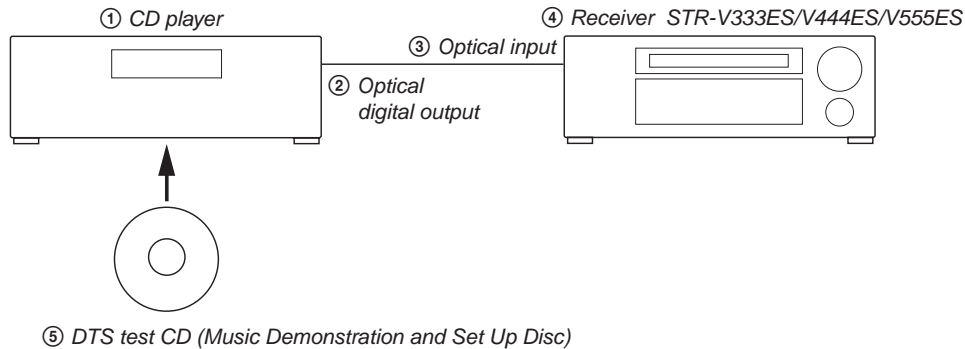 ① CD player
④ Receiver STR-V333ES/V444ES/V555ES
③ Optical input
② Optical
digital output
⑤ DTS test CD (Music Demonstration and Set Up Disc)